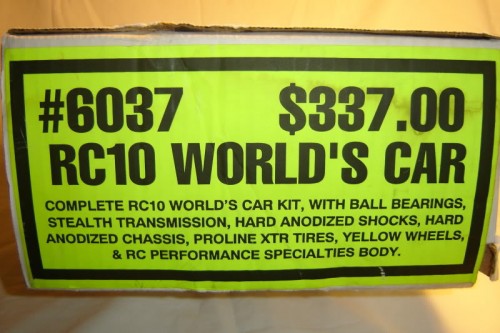 #6037 $337.00
RC10 WORLD'S CAR
COMPLETE RC10 WORLD'S CAR KIT, WITH BALL BEARINGS,
STEALTH TRANSMISSION, HARD ANODIZED SHOCKS, HARD
ANODIZED CHASSIS, PROLINE XTR TIRES, YELLOW WHEELS,
& RC PERFORMANCE SPECIALTIES BODY.